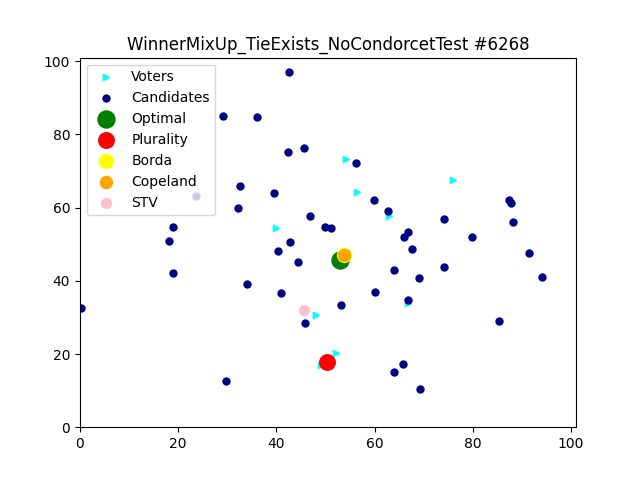 WinnerMixUp_TieExists_NoCondorcetTest #6268
100
80
60
40
20
0
0
20
40
60
80
100
Voters
Candidates
Optimal
Plurality
Borda
Copeland
STV